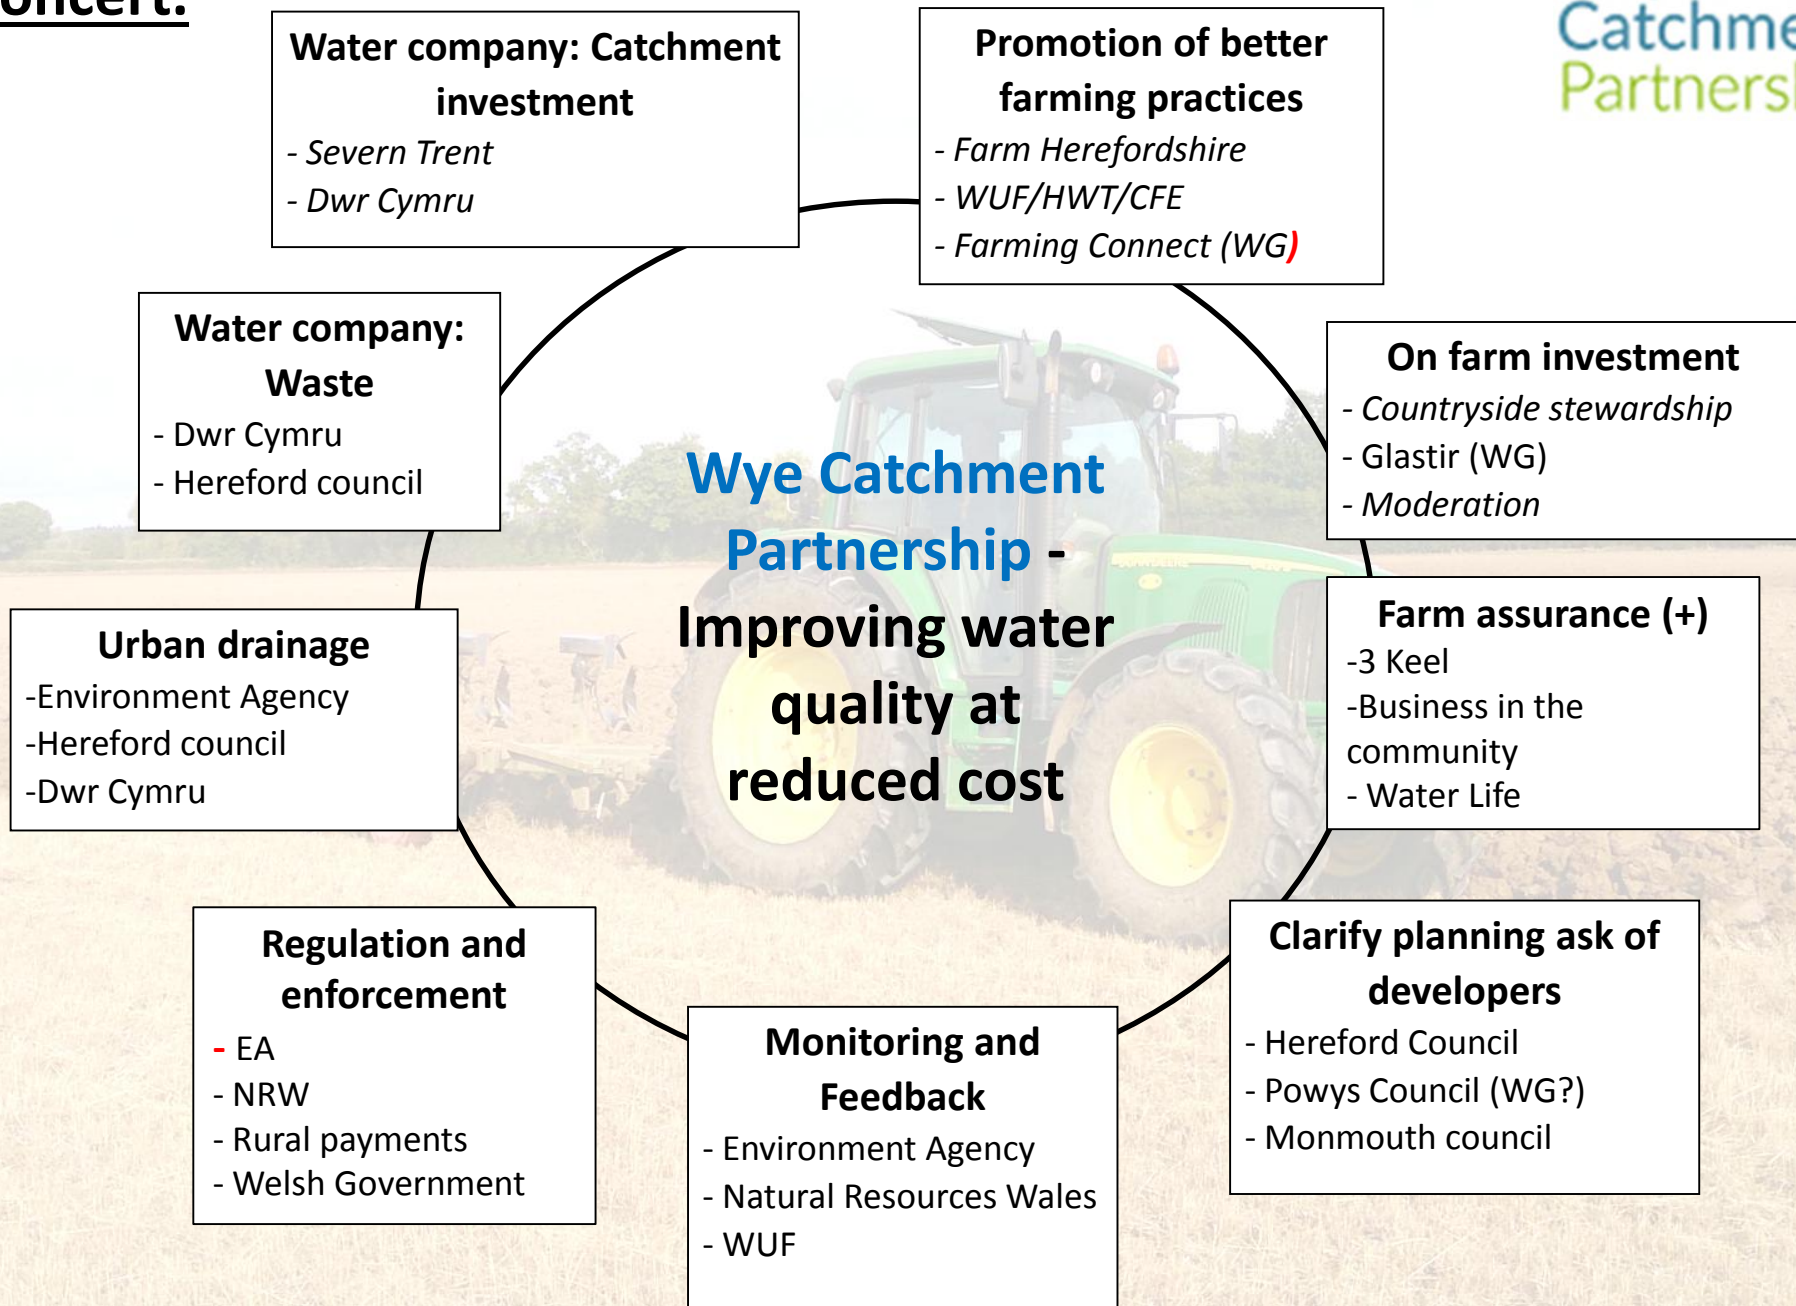 Water company: Catchment
investment
- Severn Trent
- Dwr Cymru
Promotion of better
farming practices
- Farm Herefordshire
- WUF/HWT/CFE
- Farming Connect (WG)
On farm investment
- Countryside stewardship
- Glastir (WG)
- Moderation
Farm assurance (+)
-3 Keel
-Business in the
community
- Water Life
Clarify planning ask of
developers
- Hereford Council
- Powys Council (WG?)
- Monmouth council
Monitoring and
Feedback
- Environment Agency
- Natural Resources Wales
- WUF
Regulation and
enforcement
- EA
- NRW
- Rural payments
- Welsh Government
Urban drainage
-Environment Agency
-Hereford council
-Dwr Cymru
Water company:
Waste
- Dwr Cymru
- Hereford council
Wye Catchment
Partnership -
Improving water
quality at
reduced cost